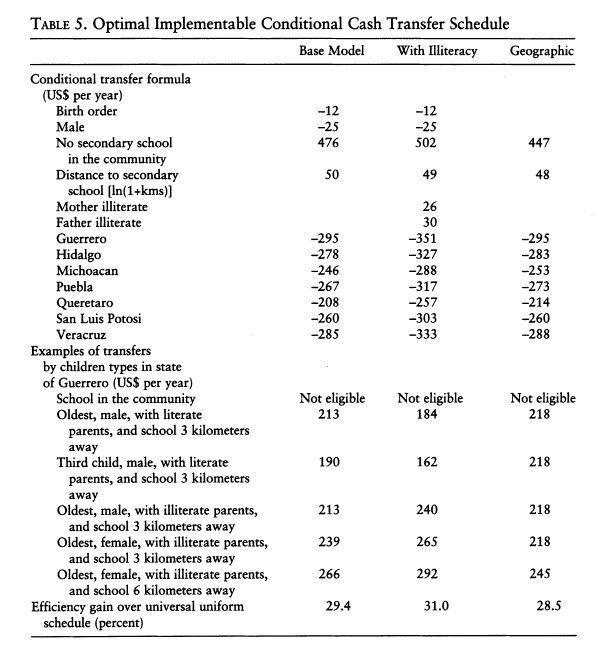 TABLE 5. Optimal Implementable Conditional Cash Transfer Schedule
Base Model With Illiteracy Geographic
Conditional transfer formula
(US$ per year)
Birth order –12 –12
Male –25 –25
No secondary school 476 502 447
in the community
Distance to secondary 50 49 48
school [ln(1+kms)]
Mother illiterate 26
Father illiterate 30
Guerrero –295 –351 –295
Hidalgo –278 –327 –283
Michoacan –246 –288 –253
Puebla –267 –317 –273
Queretaro –208 –257 –214
San Luis Potosi –260 –303 –260
Veracruz –285 –333 –288
Examples of transfers
by children types in state
of Guerrero (US$ per year)
School in the community Not eligible Not eligible Not eligible
Oldest, male, with literate 213 184 218
parents, and school 3 kilometers
away
Third child, male, with literate 190 162 218
parents, and school 3 kilometers
away
Oldest, male, with illiterate parents, 213 240 218
and school 3 kilometers away
Oldest, female, with illiterate parents, 239 265 218
and school 3 kilometers away
Oldest, female, with illiterate parents, 266 292 245
and school 6 kilometers away
Efficiency gain over universal uniform 29.4 31.0 28.5
schedule (percent)